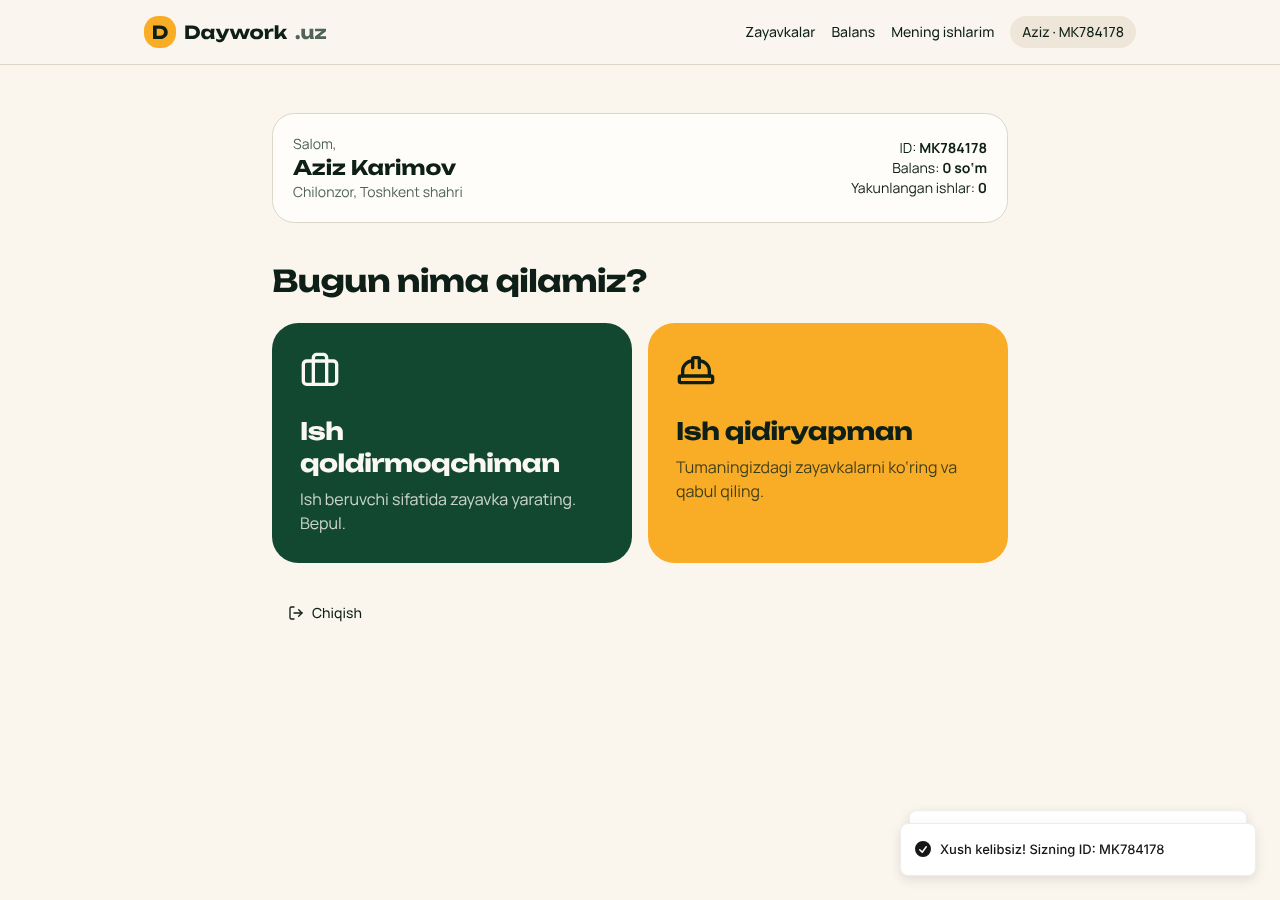 D Daywork .uz
Zayavkalar Balans Mening ishlarim Aziz · MK784178
Salom,
Aziz Karimov
Chilonzor, Toshkent shahri
ID: MK784178
Balans: 0 so'm
Yakunlangan ishlar: 0
Bugun nima qilamiz?
Ish
qoldirmoqchiman
Ish beruvchi sifatida zayavka yarating.
Bepul.
Ish qidiryapman
Tumaningizdagi zayavkalarni ko'ring va
qabul qiling.
Chiqish
Xush kelibsiz! Sizning ID: MK784178